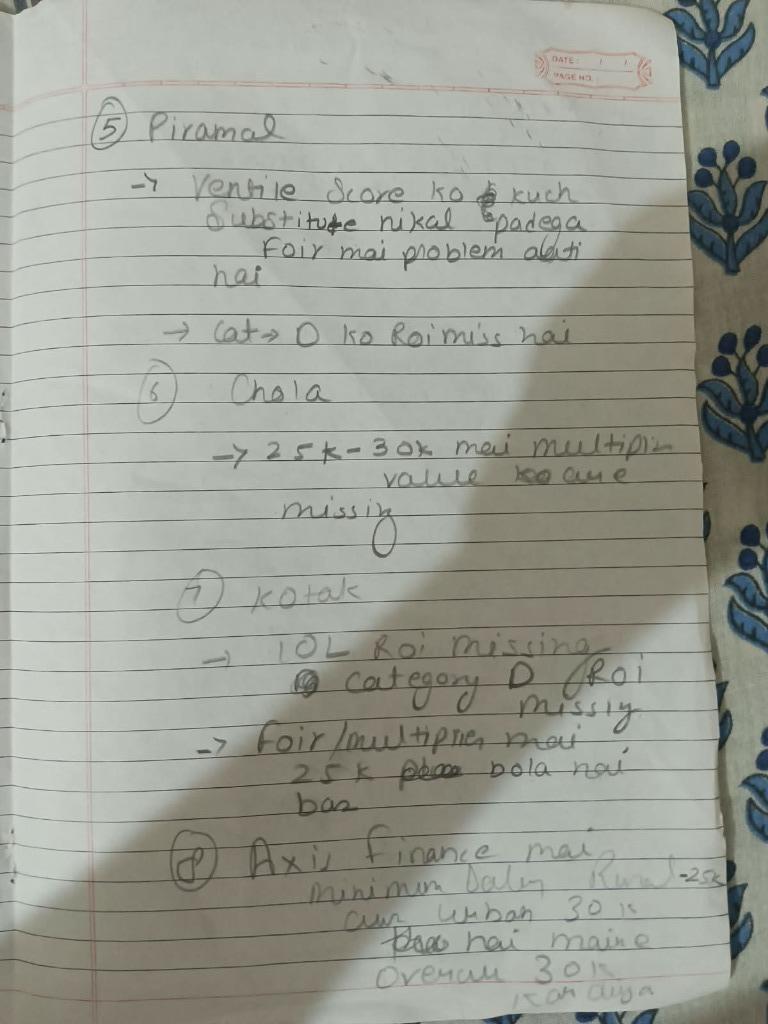 DATE: / /
PAGE NO.
⑤ Piramal
→ Ventile Score ko kuch
Substitute nikal padega
Foir mai problem aati
hai
→ Cat → D ko Roi miss hai
⑥ Chola
→ 25k-30k mai multiplir
value aue
missing
⑦ Kotak
→ 10L Roi missing
Category D / Roi
missig
→ Foir/multiplier mai
25k bola hai
bas
⑧ Axis Finance mai
minimum Salary Rural -25k
aur urban 30k
hai maine
Overall 30k
kar diya